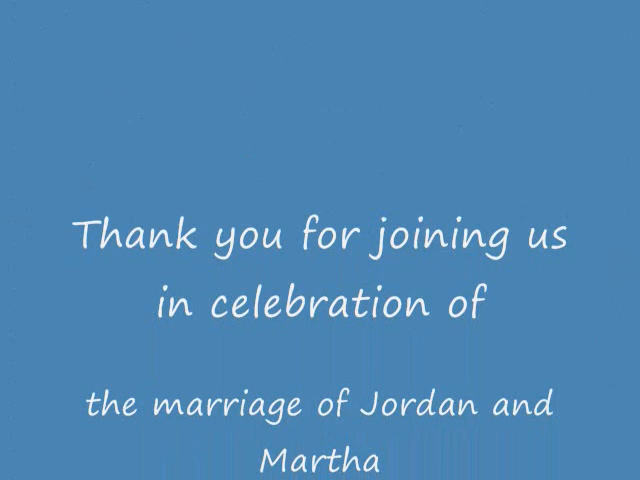 Thank you for joining us
in celebration of
the marriage of Jordan and
Martha